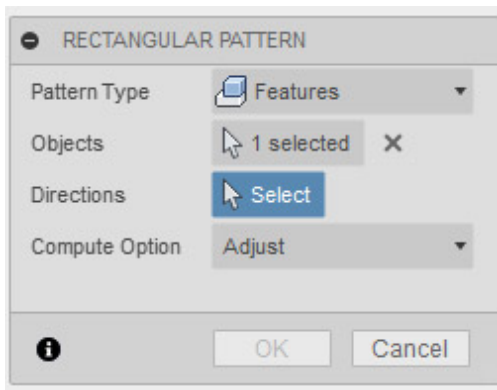 RECTANGULAR PATTERN
Pattern Type Features
Objects 1 selected
Directions Select
Compute Option Adjust
OK Cancel